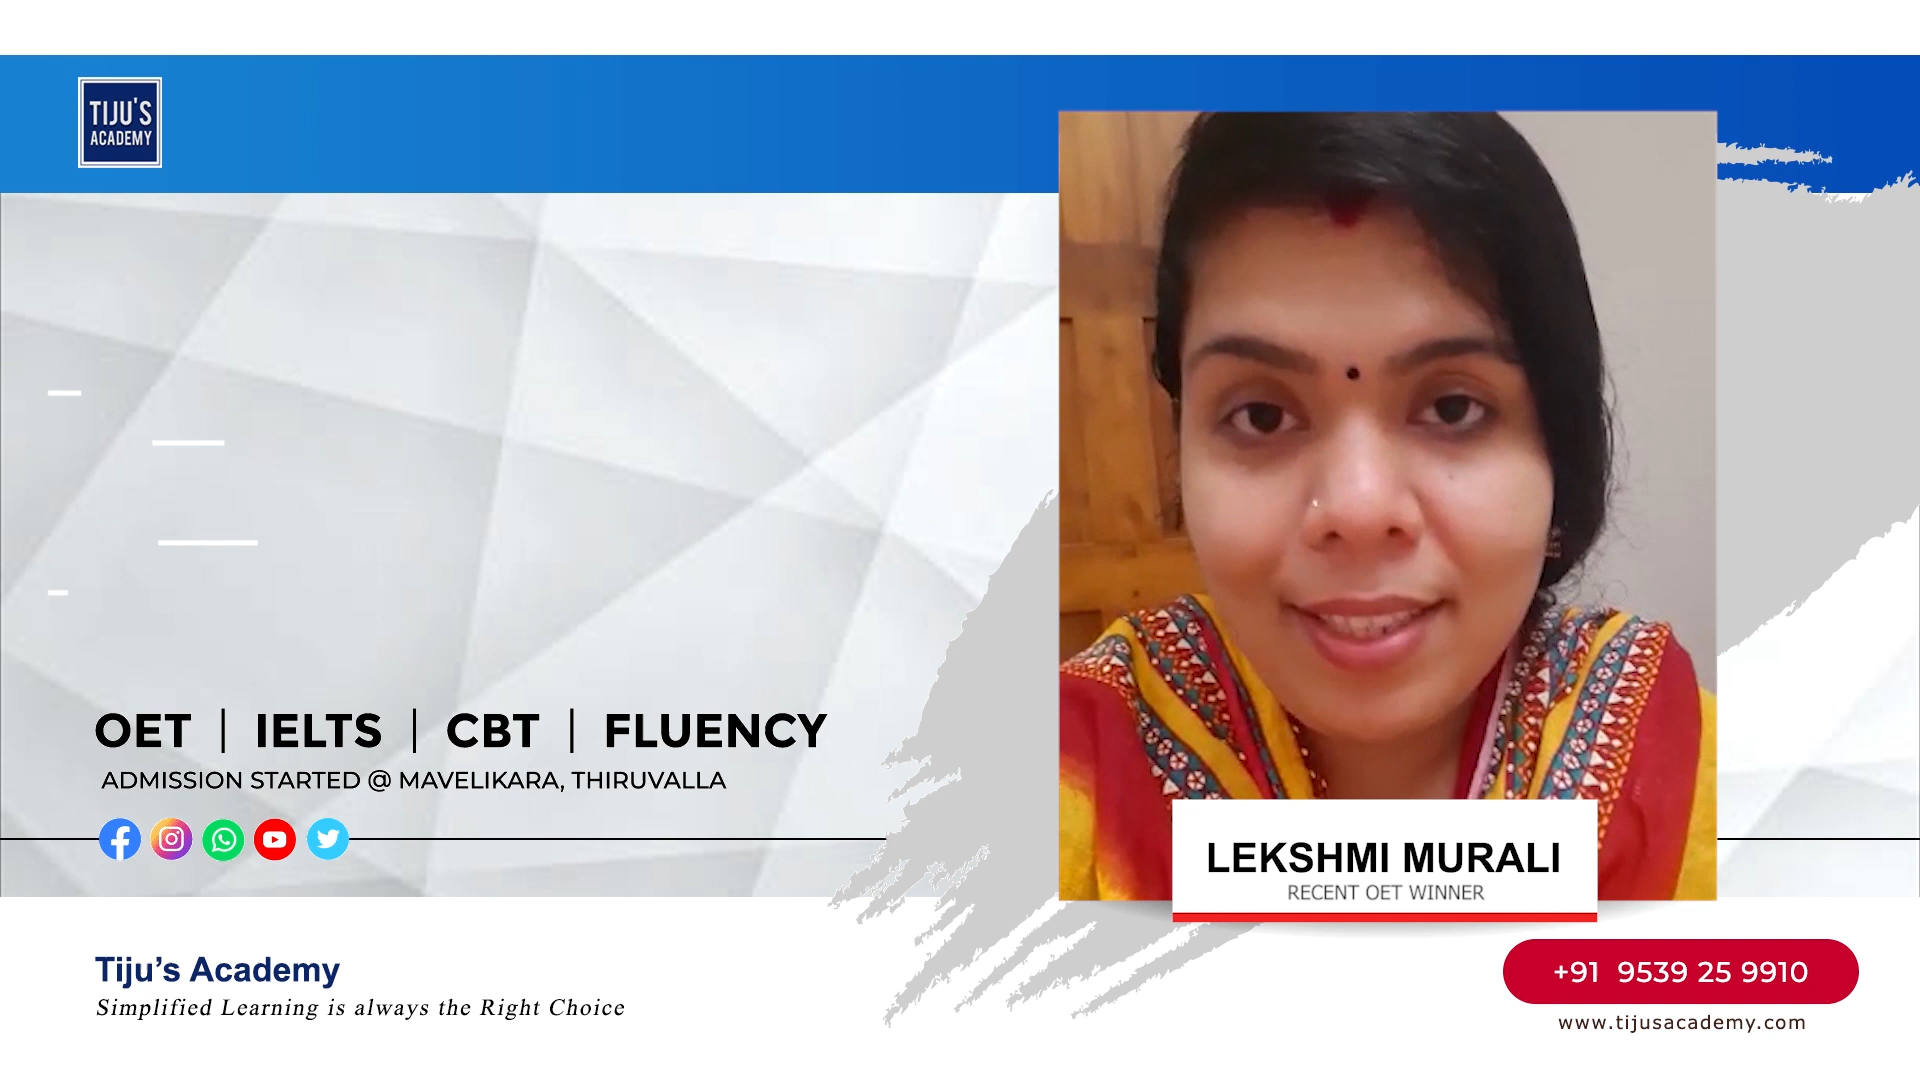 TIJU'S
ACADEMY
OET | IELTS | CBT | FLUENCY
ADMISSION STARTED @ MAVELIKARA, THIRUVALLA
LEKSHMI MURALI
RECENT OET WINNER
Tiju’s Academy
Simplified Learning is always the Right Choice
+91 9539 25 9910
www.tijusacademy.com